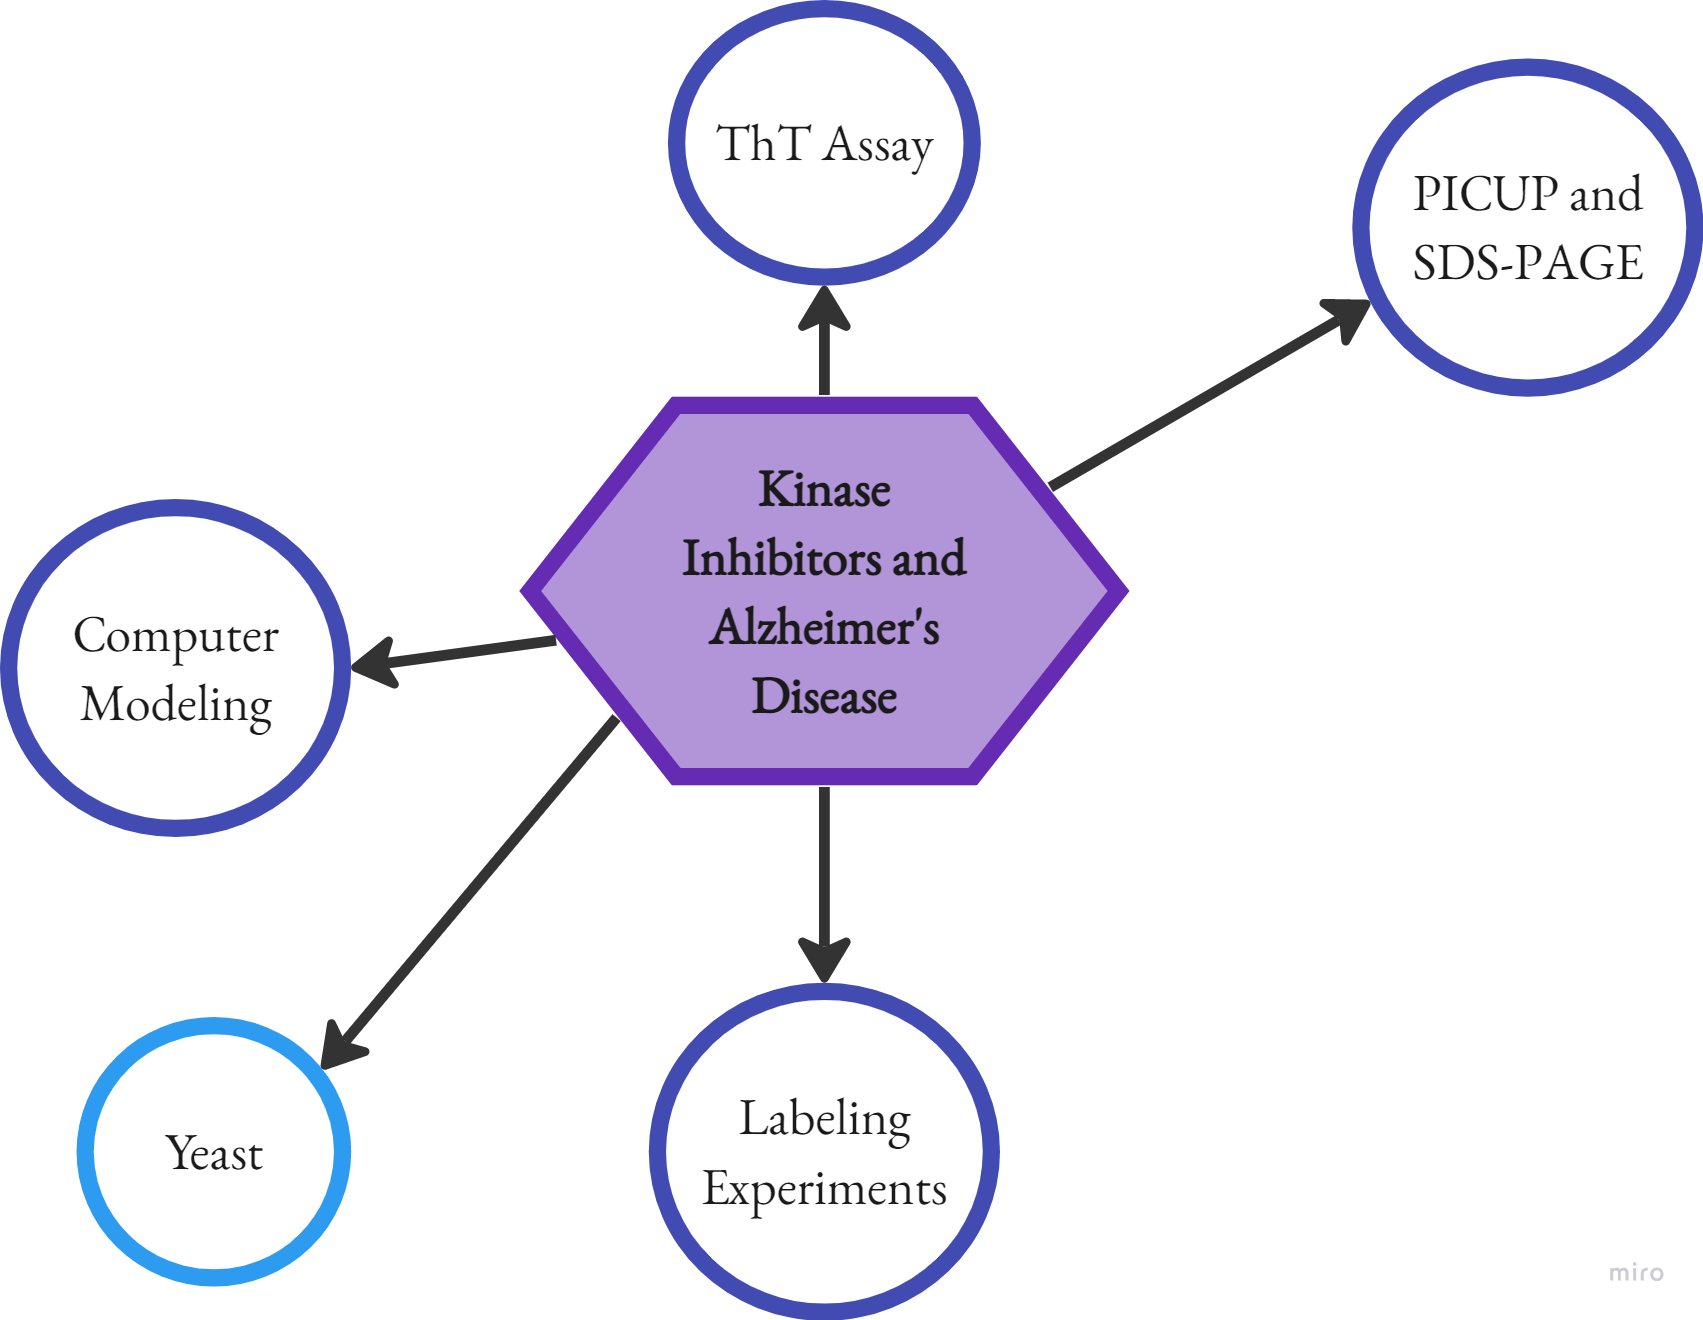 ThT Assay
PICUP and
SDS-PAGE
Kinase
Inhibitors and
Alzheimer's
Disease
Computer
Modeling
Yeast
Labeling
Experiments
miro